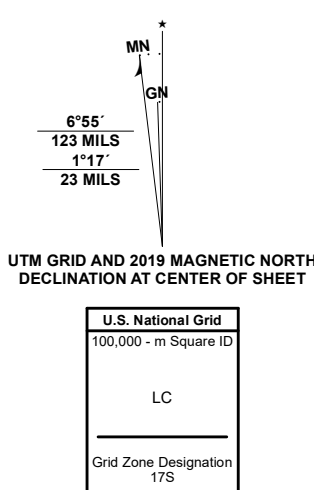 ★
MN
GN
6°55´
123 MILS
1°17´
23 MILS
UTM GRID AND 2019 MAGNETIC NORTH
DECLINATION AT CENTER OF SHEET
U.S. National Grid
100,000 - m Square ID
LC
Grid Zone Designation
17S